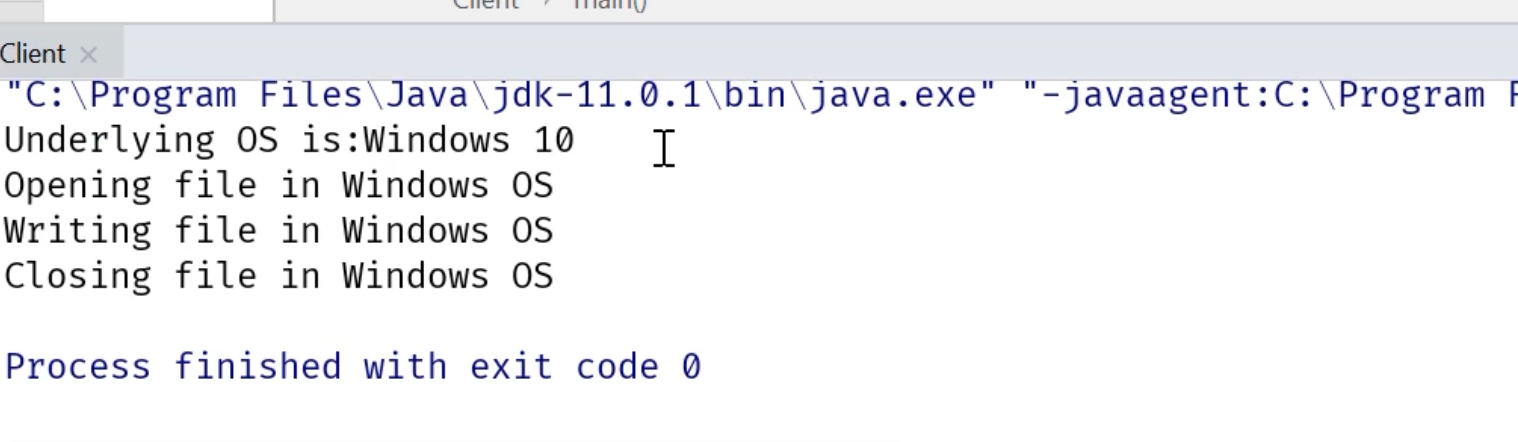 Client > main()
Client ×
"C:\Program Files\Java\jdk-11.0.1\bin\java.exe" "-javaagent:C:\Program
Underlying OS is:Windows 10
Opening file in Windows OS
Writing file in Windows OS
Closing file in Windows OS
Process finished with exit code 0